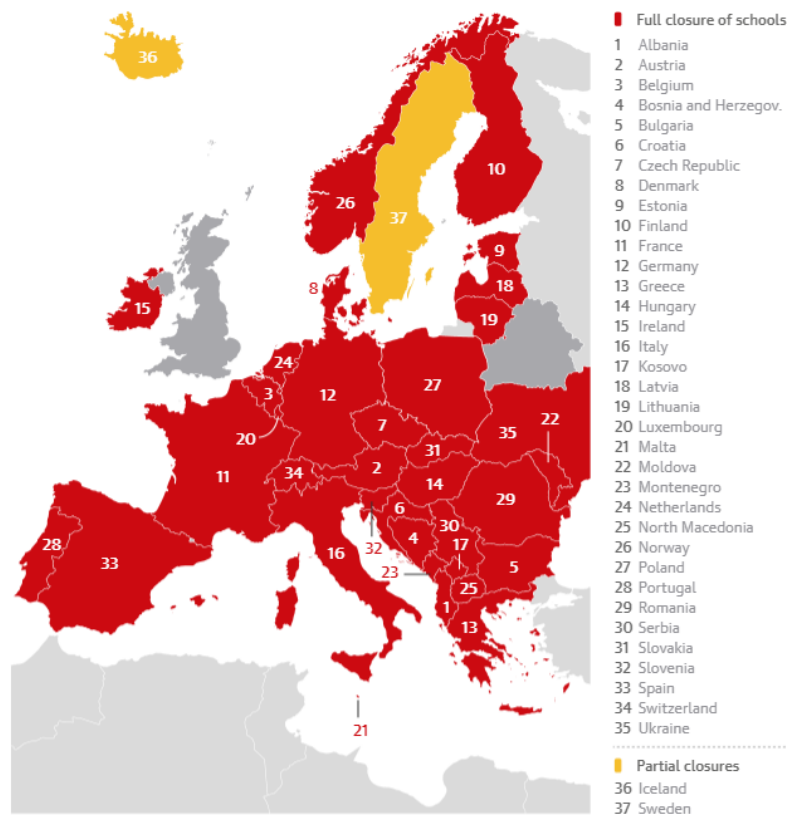 36
10
26
37
9
8
18
15
19
24
3
12
27
22
7
20
35
31
2
34
11
14
29
6
28
30
33
16
4
17
32
5
23
25
1
13
21
Full closure of schools
1 Albania
2 Austria
3 Belgium
4 Bosnia and Herzegov.
5 Bulgaria
6 Croatia
7 Czech Republic
8 Denmark
9 Estonia
10 Finland
11 France
12 Germany
13 Greece
14 Hungary
15 Ireland
16 Italy
17 Kosovo
18 Latvia
19 Lithuania
20 Luxembourg
21 Malta
22 Moldova
23 Montenegro
24 Netherlands
25 North Macedonia
26 Norway
27 Poland
28 Portugal
29 Romania
30 Serbia
31 Slovakia
32 Slovenia
33 Spain
34 Switzerland
35 Ukraine
Partial closures
36 Iceland
37 Sweden